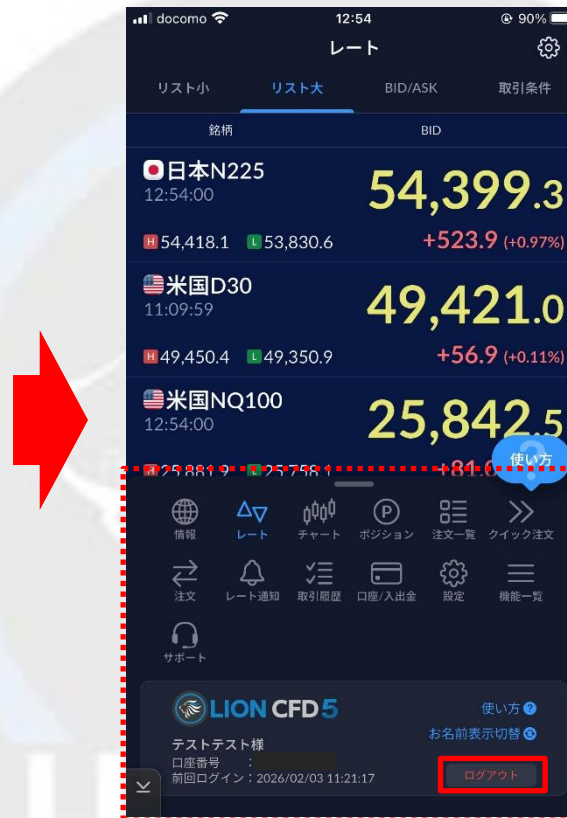 docomo 12:54 90%
レート
リスト小 リスト大 BID/ASK 取引条件
銘柄 BID
日本N225
12:54:00
54,399.3
H 54,418.1 L 53,830.6 +523.9 (+0.97%)
米国D30
11:09:59
49,421.0
H 49,450.4 L 49,350.9 +56.9 (+0.11%)
米国NQ100
12:54:00
25,842.5
H 25,881.9 L 25,758.1
使い方
情報 レート チャート ポジション 注文一覧 クイック注文
注文 レート通知 取引履歴 口座/入出金 設定 機能一覧
サポート
LION CFD 5
使い方
お名前表示切替
テストテスト様
口座番号 :
前回ログイン:2026/02/03 11:21:17
ログアウト